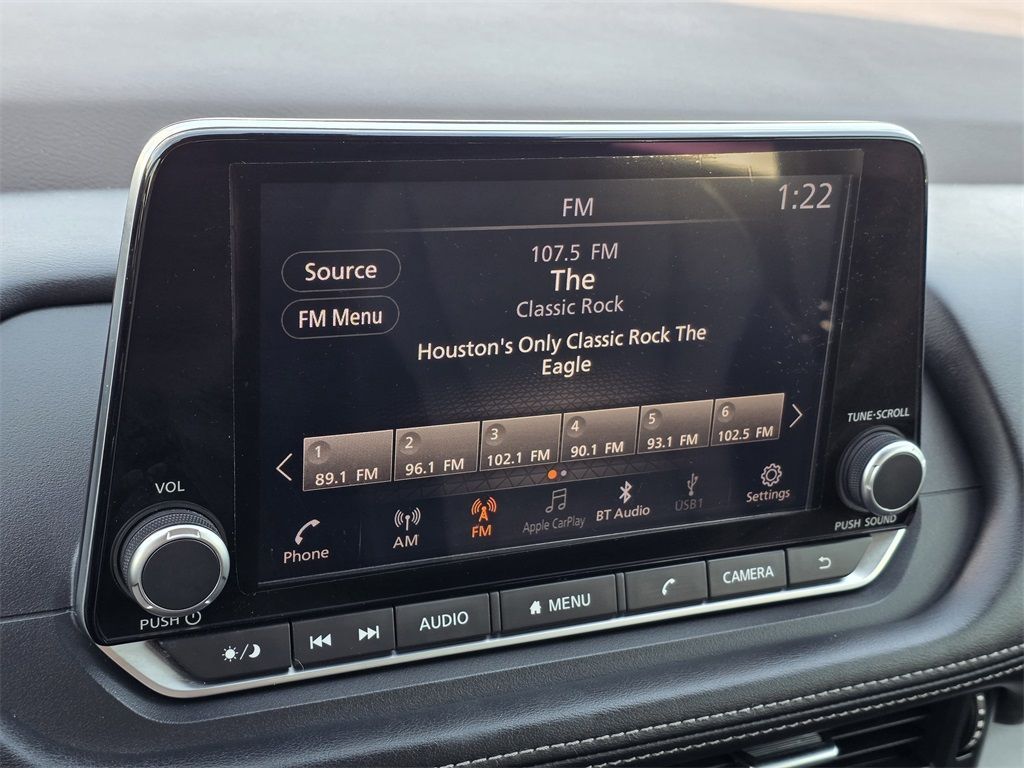 FM
1:22
107.5 FM
The
Classic Rock
Source
FM Menu
Houston's Only Classic Rock The
Eagle
1
89.1 FM
2
96.1 FM
3
102.1 FM
4
90.1 FM
5
93.1 FM
6
102.5 FM
Phone
AM
FM
Apple CarPlay
BT Audio
USB1
Settings
VOL
PUSH
TUNE·SCROLL
PUSH SOUND
AUDIO
MENU
CAMERA